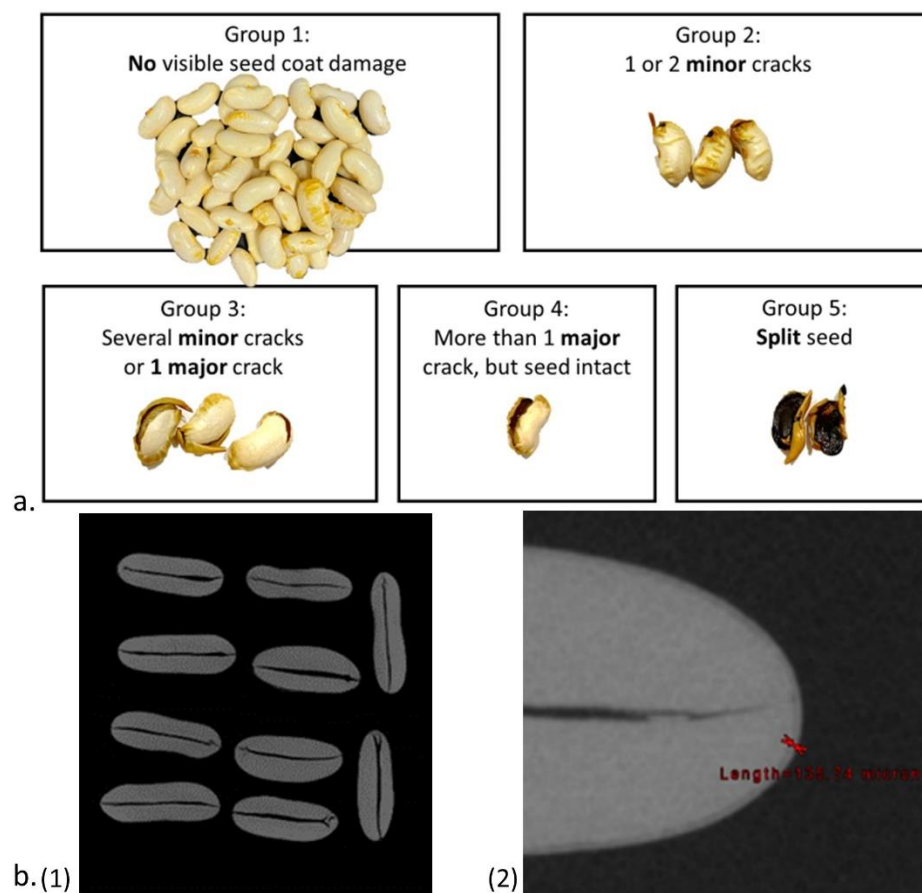 Group 1:
No visible seed coat damage
Group 2:
1 or 2 minor cracks
Group 3:
Several minor cracks
or 1 major crack
Group 4:
More than 1 major
crack, but seed intact
Group 5:
Split seed
a.
b. (1)
(2)